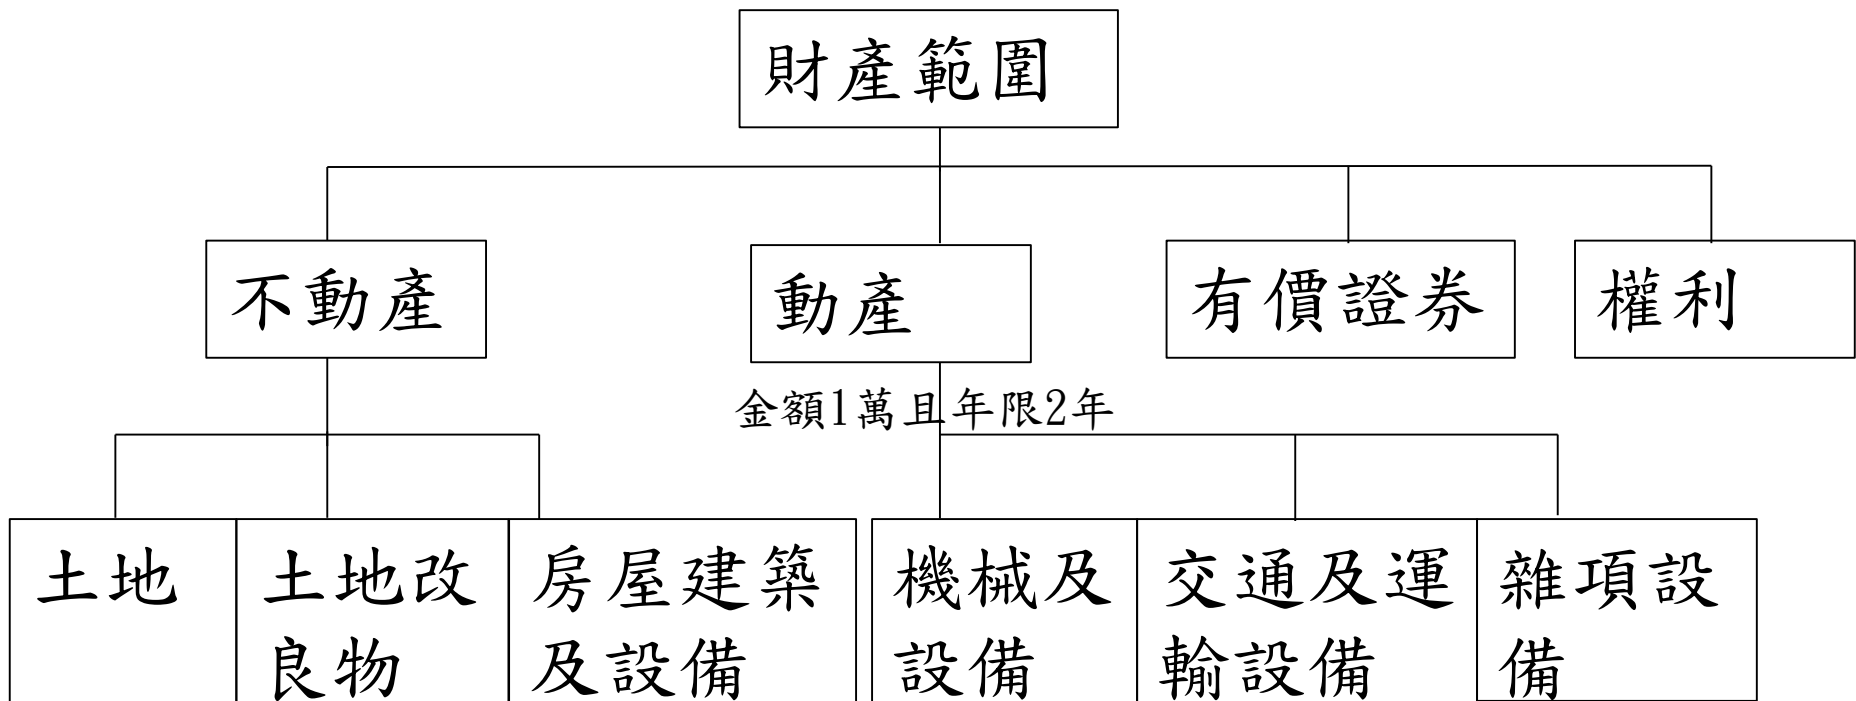 財產範圍
不動產
動產
有價證券
權利
金額1萬且年限2年
土地
土地改
良物
房屋建築
及設備
機械及
設備
交通及運
輸設備
雜項設
備